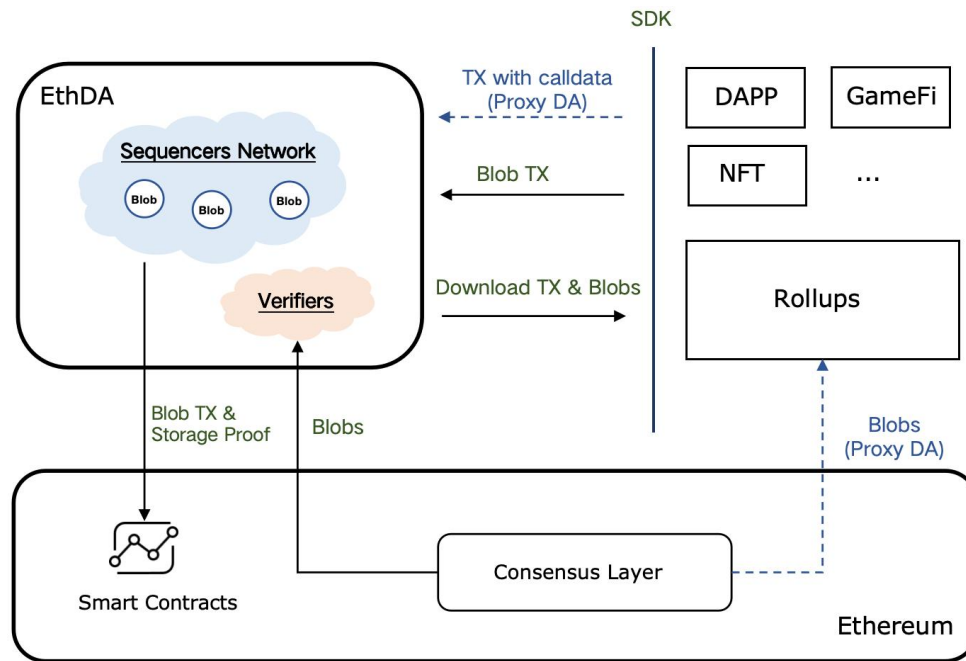 SDK
EthDA
TX with calldata
(Proxy DA)
DAPP
GameFi
Sequencers Network
Blob
Blob
Blob
Blob TX
NFT
...
Verifiers
Download TX & Blobs
Rollups
Blob TX &
Storage Proof
Blobs
Blobs
(Proxy DA)
Consensus Layer
Smart Contracts
Ethereum